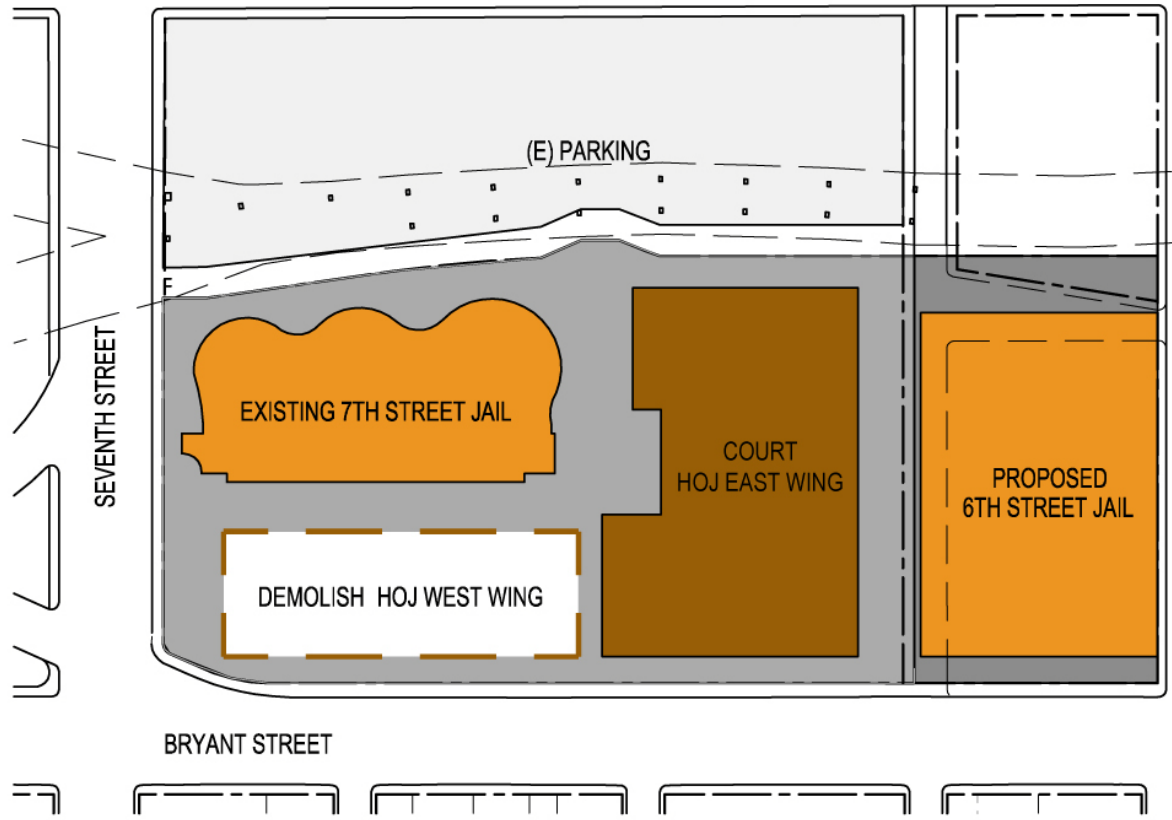 (E) PARKING
F
SEVENTH STREET
EXISTING 7TH STREET JAIL
COURT
HOJ EAST WING
PROPOSED
6TH STREET JAIL
DEMOLISH HOJ WEST WING
BRYANT STREET